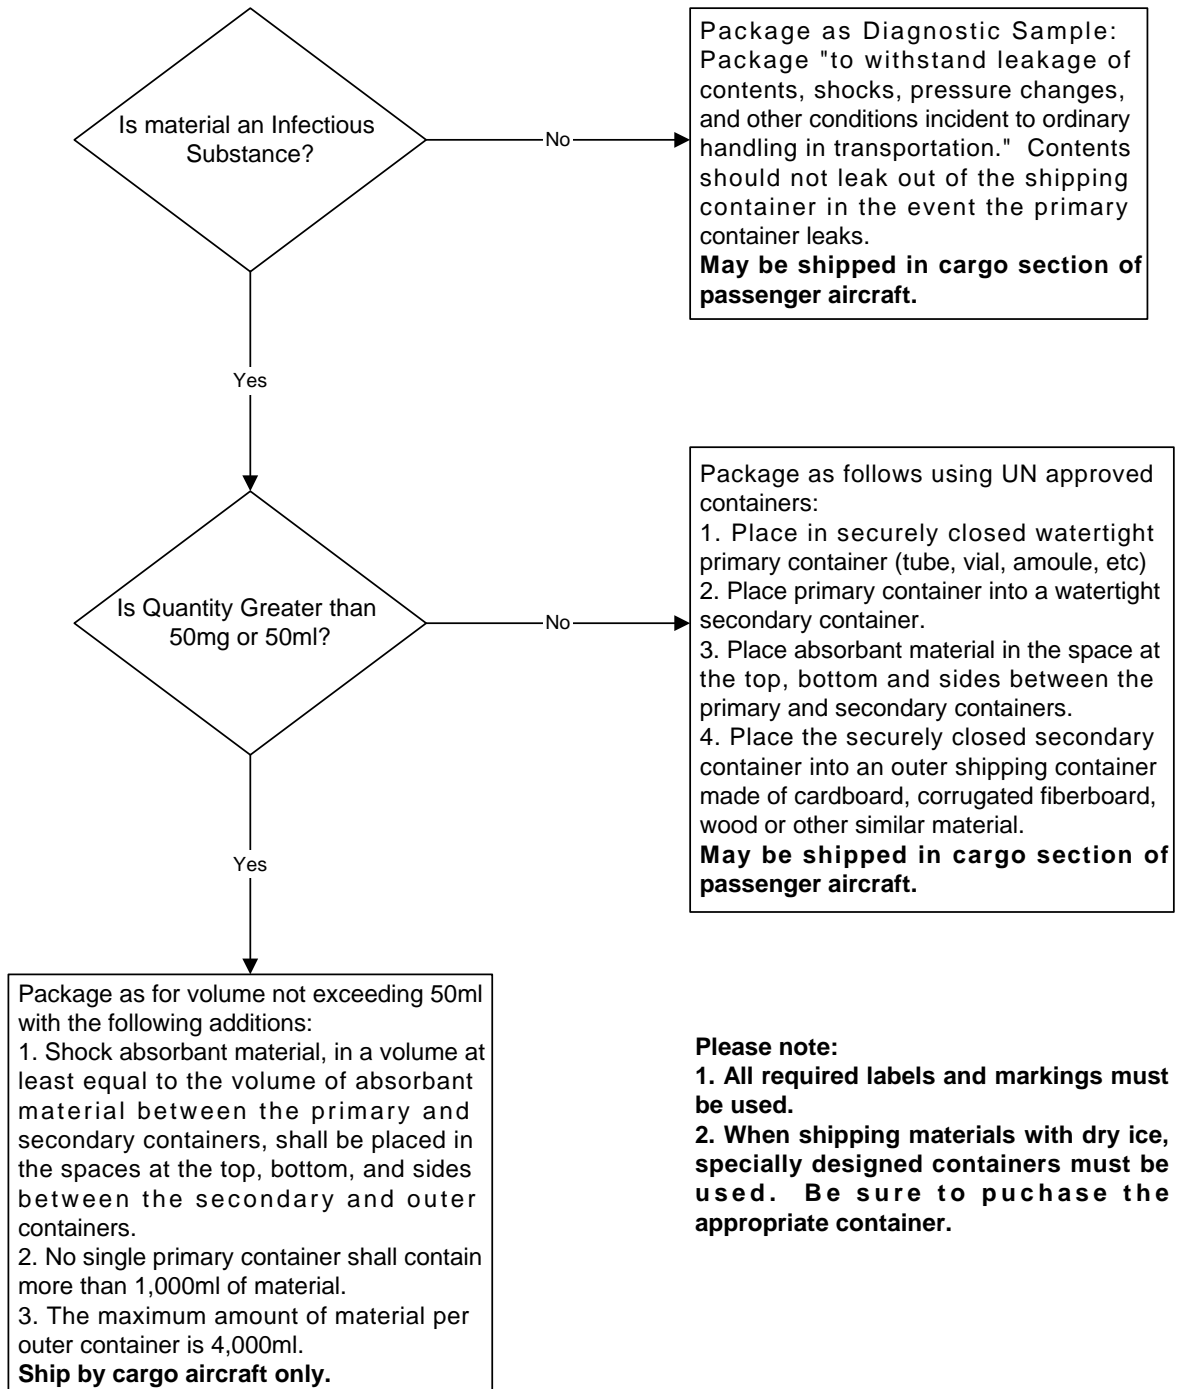 Is material an Infectious
Substance?
No
Package as Diagnostic Sample:
Package "to withstand leakage of
contents, shocks, pressure changes,
and other conditions incident to ordinary
handling in transportation."  Contents
should not leak out of the shipping
container in the event the primary
container leaks.
May be shipped in cargo section of
passenger aircraft.
Yes
Is Quantity Greater than
50mg or 50ml?
No
Package as follows using UN approved
containers:
1. Place in securely closed watertight
primary container (tube, vial, amoule, etc)
2. Place primary container into a watertight
secondary container.
3. Place absorbant material in the space at
the top, bottom and sides between the
primary and secondary containers.
4. Place the securely closed secondary
container into an outer shipping container
made of cardboard, corrugated fiberboard,
wood or other similar material.
May be shipped in cargo section of
passenger aircraft.
Yes
Package as for volume not exceeding 50ml
with the following additions:
1. Shock absorbant material, in a volume at
least equal to the volume of absorbant
material between the primary and
secondary containers, shall be placed in
the spaces at the top, bottom, and sides
between the secondary and outer
containers.
2. No single primary container shall contain
more than 1,000ml of material.
3. The maximum amount of material per
outer container is 4,000ml.
Ship by cargo aircraft only.
Please note:
1. All required labels and markings must
be used.
2. When shipping materials with dry ice,
specially designed containers must be
used.  Be sure to puchase the
appropriate container.